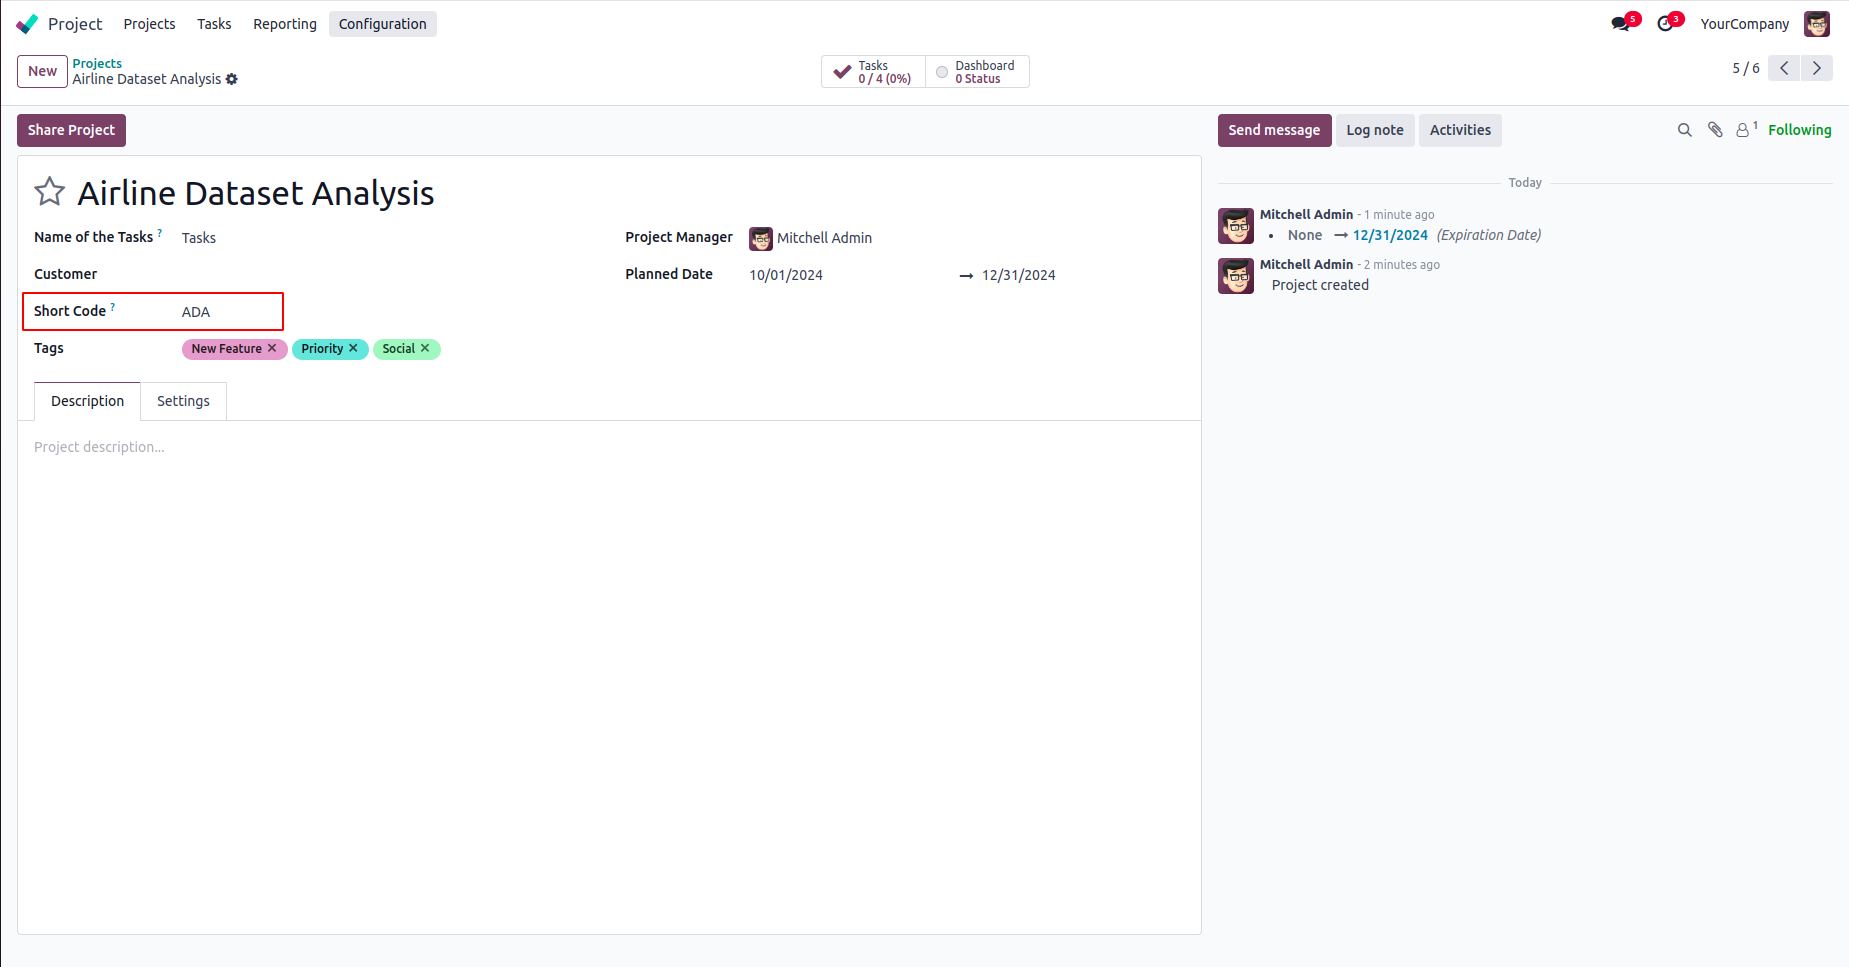 Project Projects Tasks Reporting Configuration 5 3 YourCompany
New Projects
Airline Dataset Analysis
Tasks
0 / 4 (0%)
Dashboard
0 Status
5 / 6
Share Project
Send message Log note Activities 1 Following
Airline Dataset Analysis
Name of the Tasks ? Tasks
Project Manager Mitchell Admin
Customer
Planned Date 10/01/2024 → 12/31/2024
Short Code ? ADA
Tags New Feature ✕ Priority ✕ Social ✕
Description Settings
Project description...
Today
Mitchell Admin - 1 minute ago
• None → 12/31/2024 (Expiration Date)
Mitchell Admin - 2 minutes ago
Project created